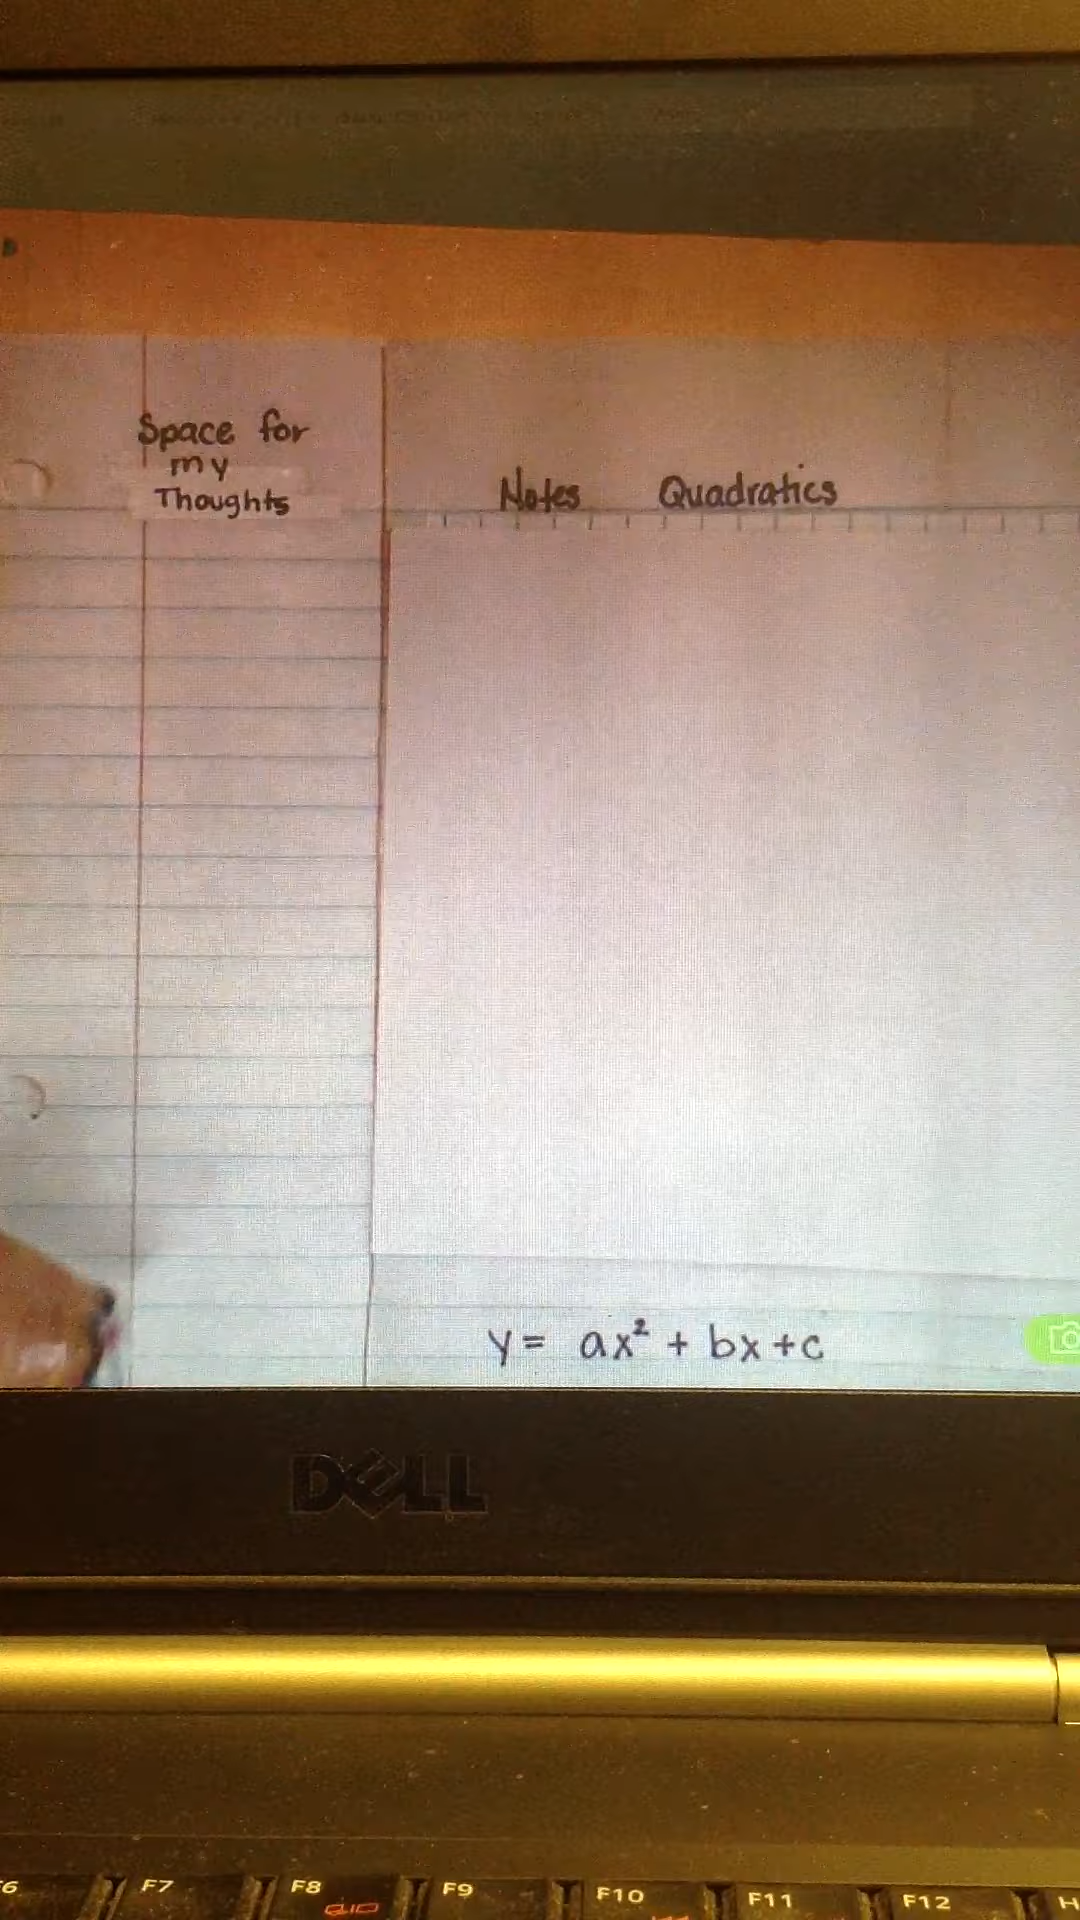 Space for
my
Thoughts
Notes Quadratics
y = ax² + bx + c
DELL
F7 F8 F9 F10 F11 F12 H